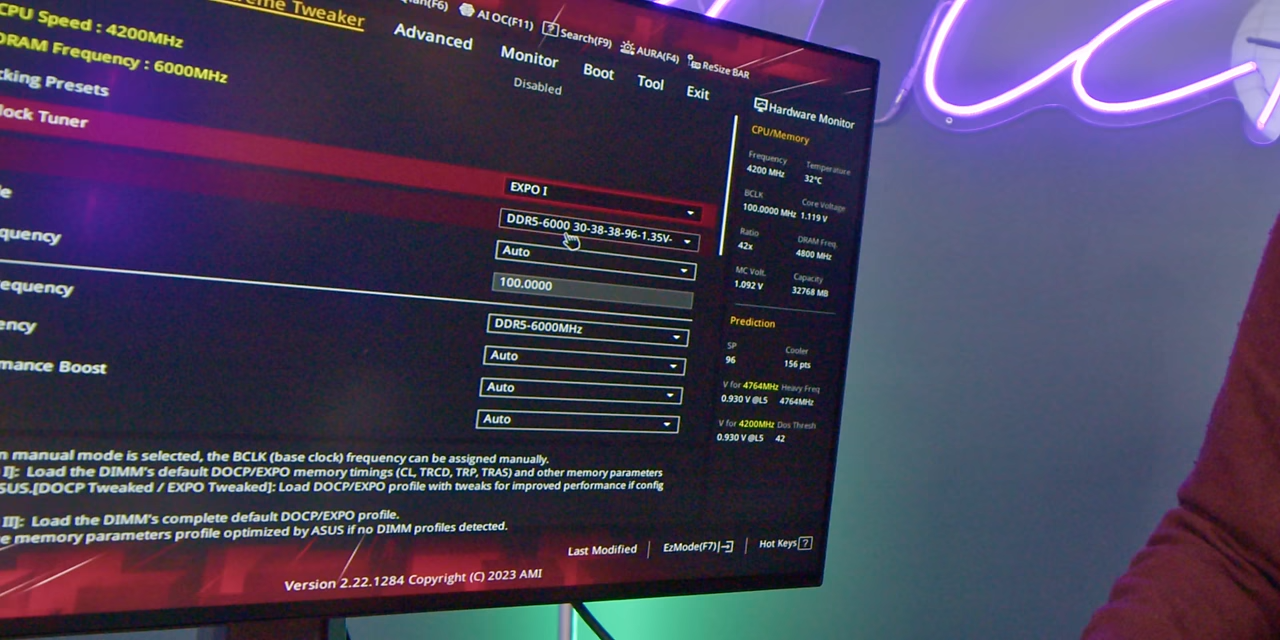 eme Tweaker
an(F6)
AI OC(F11)
?Search(F9)
AURA(F4)
ReSize BAR
CPU Speed : 4200MHz
DRAM Frequency : 6000MHz
Advanced
Monitor
Boot
Tool
Exit
cking Presets
Disabled
lock Tuner
EXPO I
DDR5-6000 30-38-38-96-1.35V-
quency
Auto
equency
100.0000
ency
DDR5-6000MHz
mance Boost
Auto
Auto
Auto
Hardware Monitor
CPU/Memory
Frequency Temperature
4200 MHz 32°C
BCLK Core Voltage
100.0000 MHz 1.119 V
Ratio DRAM Freq.
42x 4800 MHz
MC Volt. Capacity
1.092 V 32768 MB
Prediction
SP Cooler
96 156 pts
V for 4764MHz Heavy Freq
0.930 V @L5 4764MHz
V for 4200MHz Dos Thresh
0.930 V @L5 42
n manual mode is selected, the BCLK (base clock) frequency can be assigned manually.
I]: Load the DIMM's default DOCP/EXPO memory timings (CL, TRCD, TRP, TRAS) and other memory parameters
SUS.[DOCP Tweaked / EXPO Tweaked]: Load DOCP/EXPO profile with tweaks for improved performance if config
II]: Load the DIMM's complete default DOCP/EXPO profile.
e memory parameters profile optimized by ASUS if no DIMM profiles detected.
Last Modified
EzMode(F7)
Hot Keys ?
Version 2.22.1284 Copyright (C) 2023 AMI